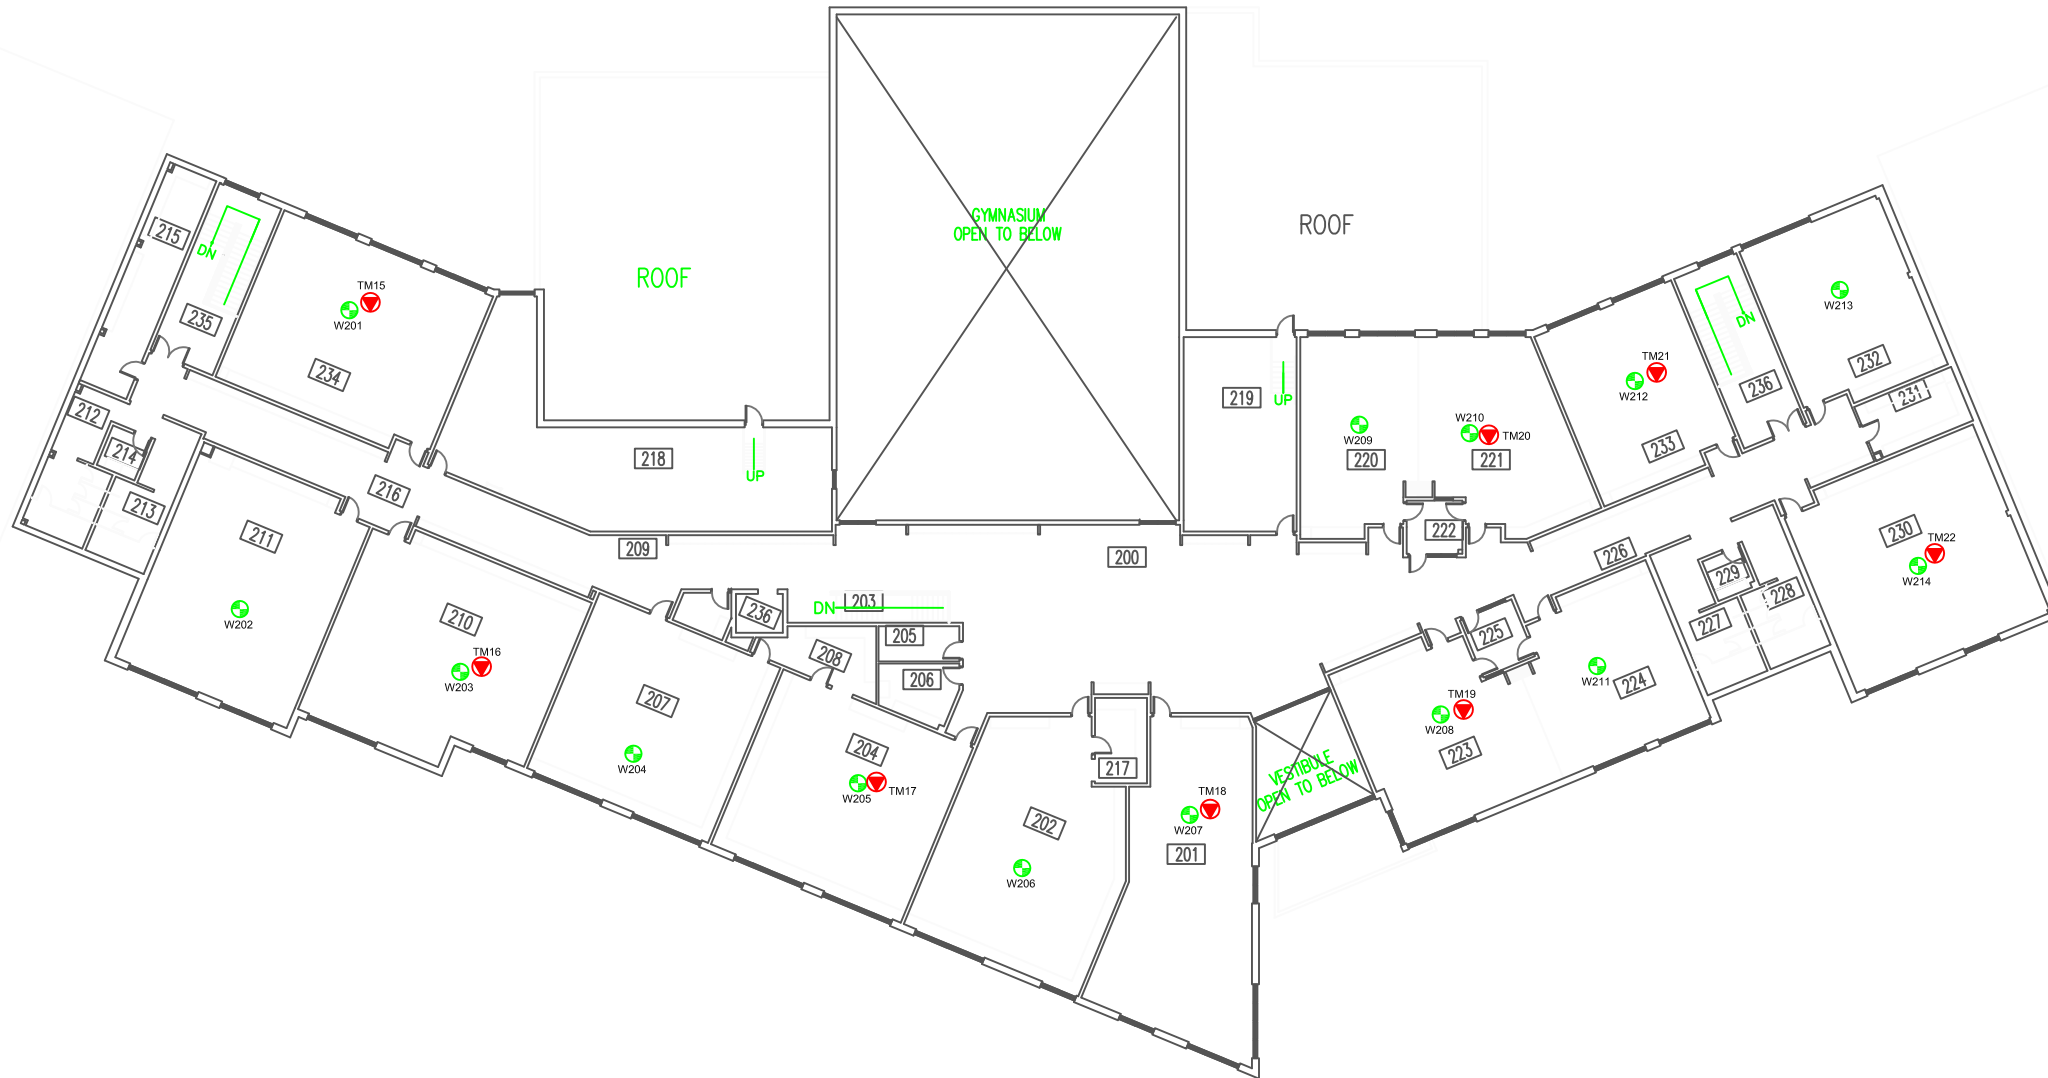 GYMNASIUM
OPEN TO BELOW
ROOF
ROOF
215
DN
235
TM15
W201
234
212
214
213
216
211
W202
218
UP
209
210
TM16
W203
207
W204
236
DN
203
205
208
206
204
W205
TM17
200
219
UP
W209
220
W210
TM20
221
222
TM21
W212
233
DN
236
W213
232
231
230
TM22
W214
226
229
228
227
225
W211
224
TM19
W208
223
VESTIBULE
OPEN TO BELOW
217
202
W206
TM18
W207
201